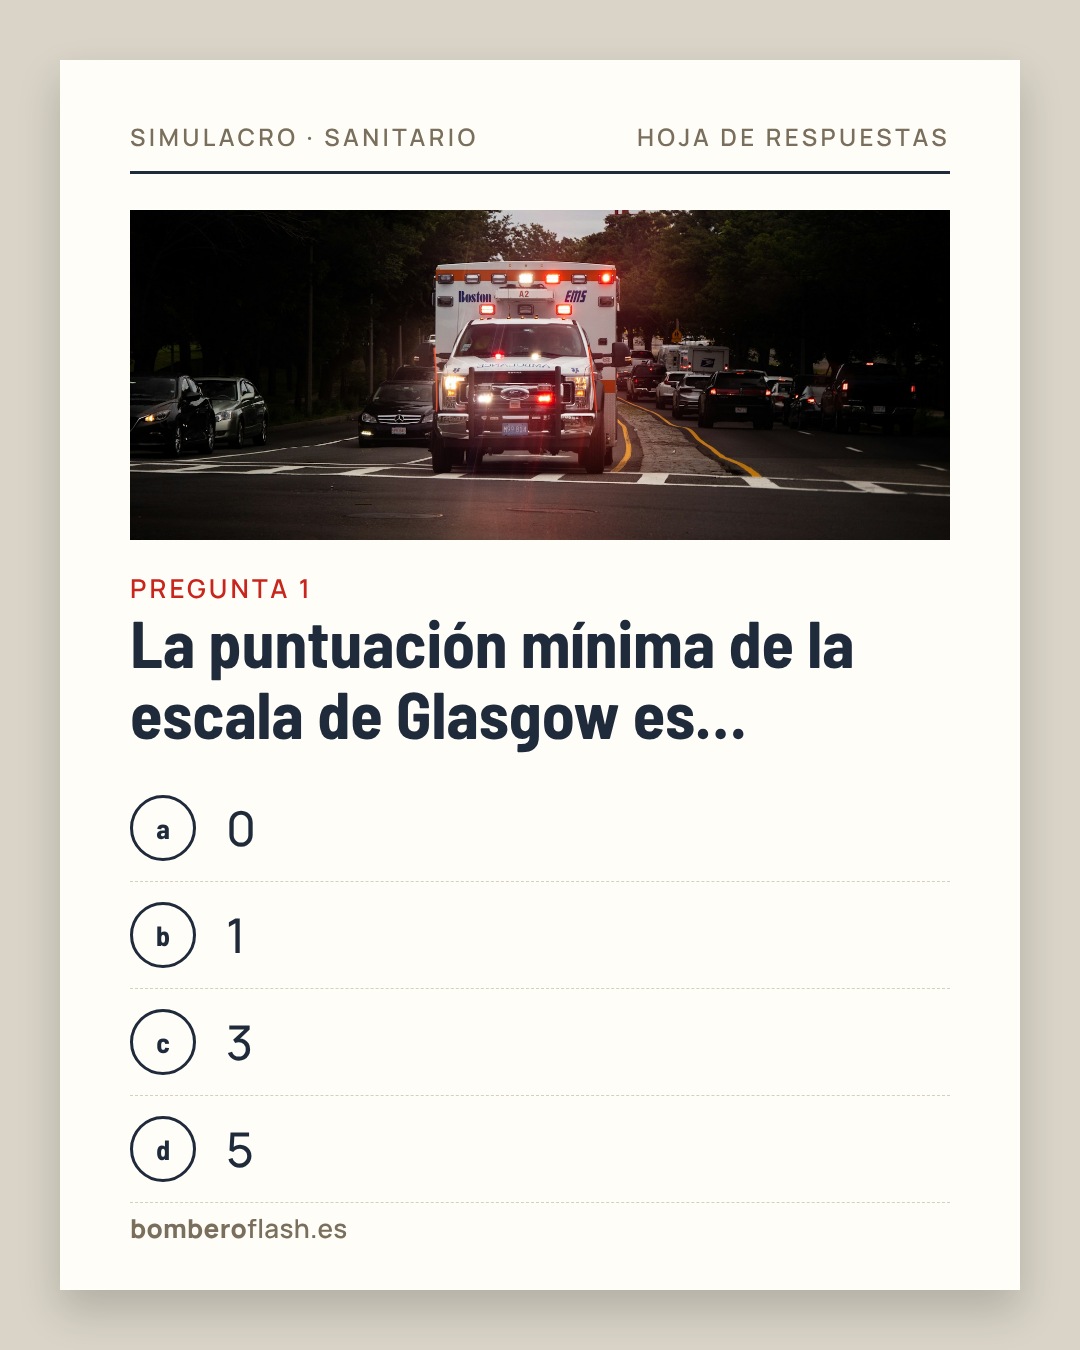 SIMULACRO · SANITARIO
HOJA DE RESPUESTAS
Boston
A2
EMS
PREGUNTA 1
La puntuación mínima de la
escala de Glasgow es...
a 0
b 1
c 3
d 5
bomberoflash.es